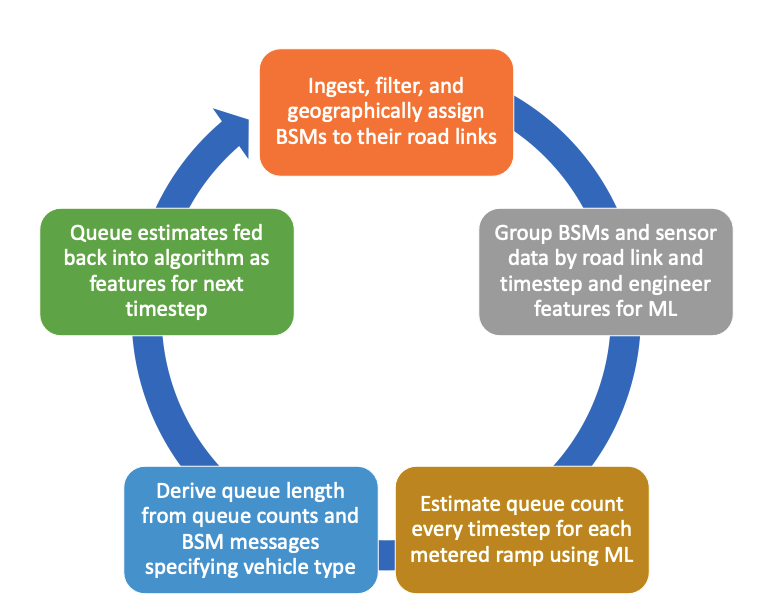 Ingest, filter, and
geographically assign
BSMs to their road links
Group BSMs and sensor
data by road link and
timestep and engineer
features for ML
Estimate queue count
every timestep for each
metered ramp using ML
Derive queue length
from queue counts and
BSM messages
specifying vehicle type
Queue estimates fed
back into algorithm as
features for next
timestep